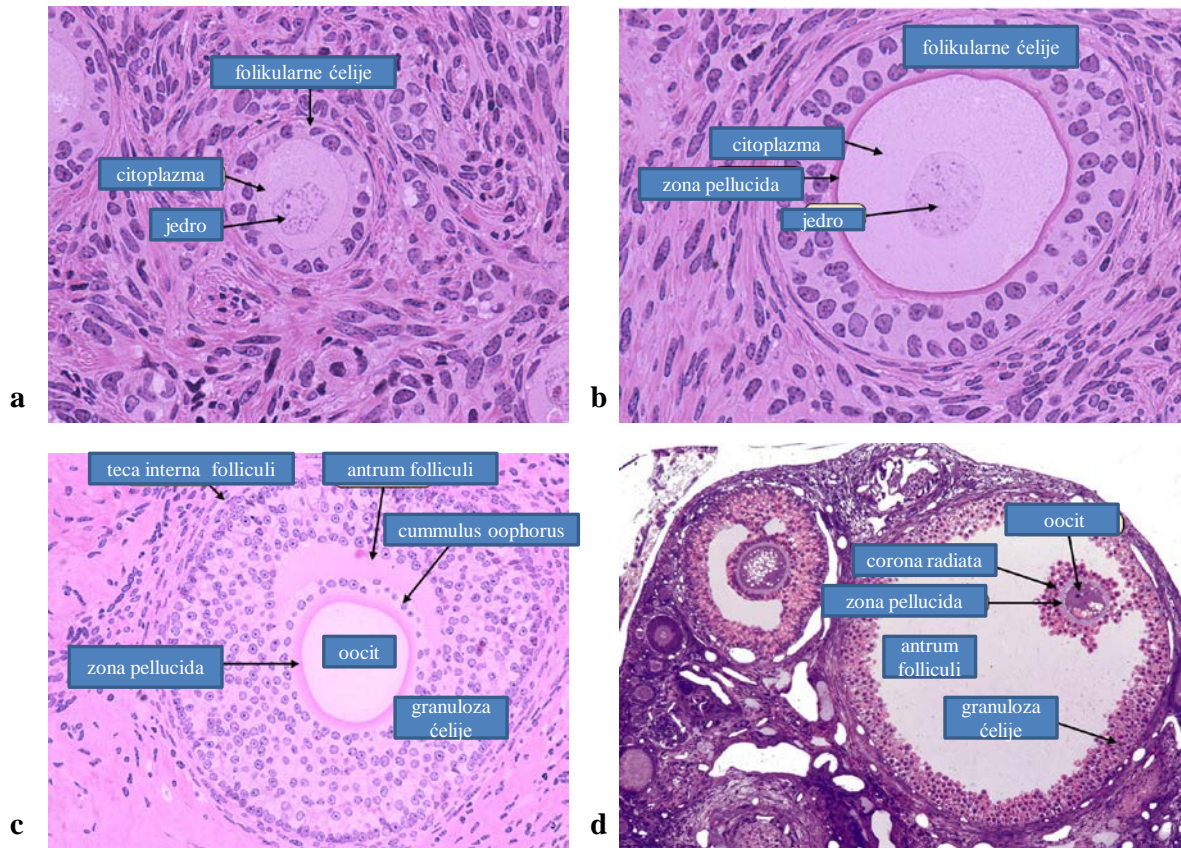 folikularne ćelije
citoplazma
jedro
a
folikularne ćelije
citoplazma
zona pellucida
jedro
b
teca interna folliculi
antrum folliculi
cummulus oophorus
zona pellucida
oocit
granuloza
ćelije
c
oocit
corona radiata
zona pellucida
antrum
folliculi
granuloza
ćelije
d